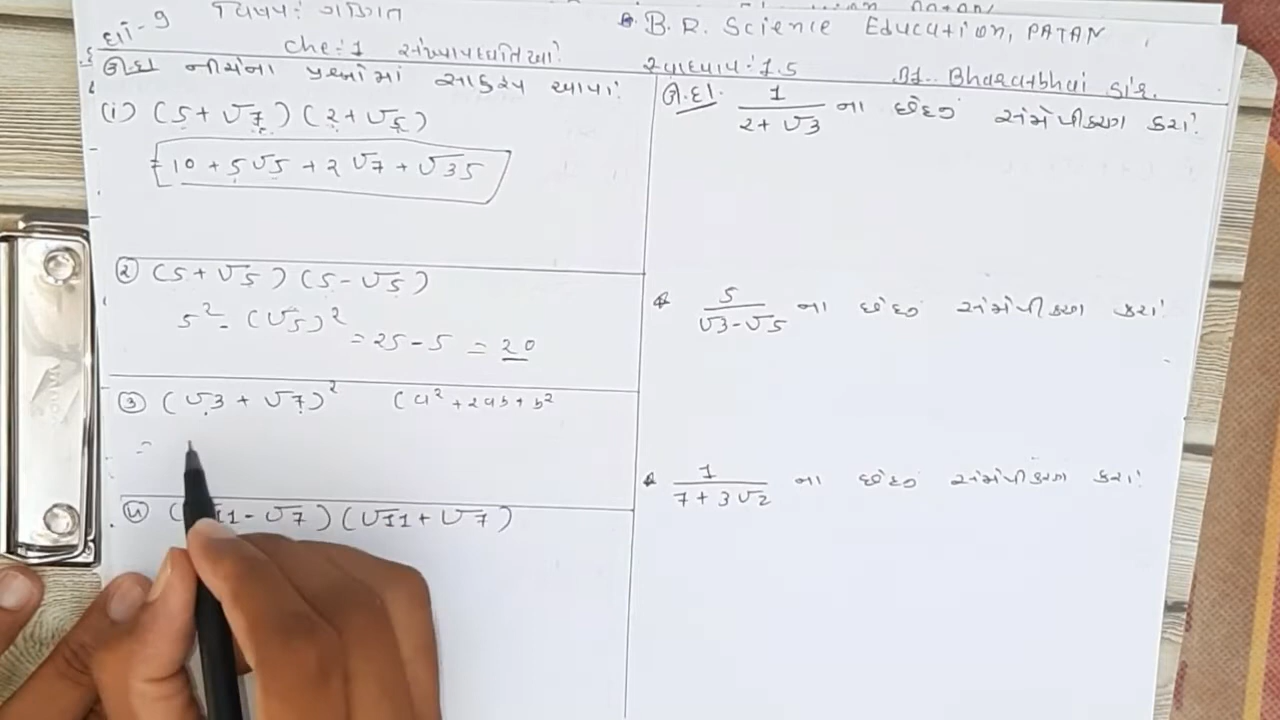 ધો-9 વિષય: ગણિત B.R. Science Education, PATAN
Che:1 સંખ્યાપદ્ધતિઓ. સ્વાધ્યાય:1.5 By.. Bharatbhai
ઉ.દા નીચેના પ્રશ્નોમાં સાદુરૂપ આપો.
(i) (5+√7)(2+√5)
=10+5√5+2√7+√35
② (5+√5)(5-√5)
5² - (√5)²
=25-5 = 20
③ (√3+√7)² (a²+2ab+b²
=
11-√7)(√11+√7)
ઉ.દા. 1/(2+√3) ના છેદનું સંમેયીકરણ કરો.
5/(√3-√5) ના છેદનું સંમેયીકરણ કરો.
1/(7+3√2) ના છેદનું સંમેયીકરણ કરો.